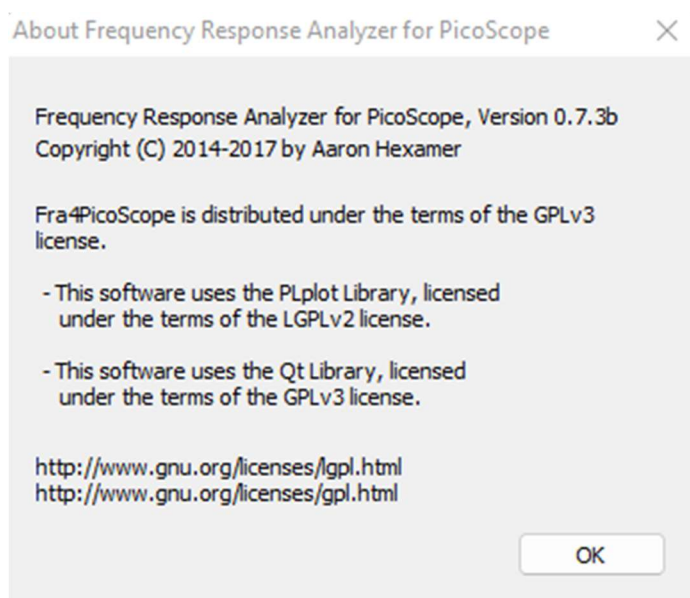 About Frequency Response Analyzer for PicoScope
Frequency Response Analyzer for PicoScope, Version 0.7.3b
Copyright (C) 2014-2017 by Aaron Hexamer
Fra4PicoScope is distributed under the terms of the GPLv3
license.
- This software uses the PLplot Library, licensed
under the terms of the LGPLv2 license.
- This software uses the Qt Library, licensed
under the terms of the GPLv3 license.
http://www.gnu.org/licenses/lgpl.html
http://www.gnu.org/licenses/gpl.html
OK